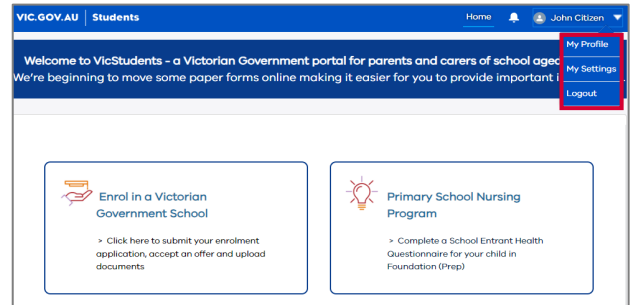 VIC.GOV.AU | Students
Home
John Citizen
My Profile
My Settings
Logout
Welcome to VicStudents - a Victorian Government portal for parents and carers of school aged
We're beginning to move some paper forms online making it easier for you to provide important
Enrol in a Victorian
Government School
> Click here to submit your enrolment
application, accept an offer and upload
documents
Primary School Nursing
Program
> Complete a School Entrant Health
Questionnaire for your child in
Foundation (Prep)